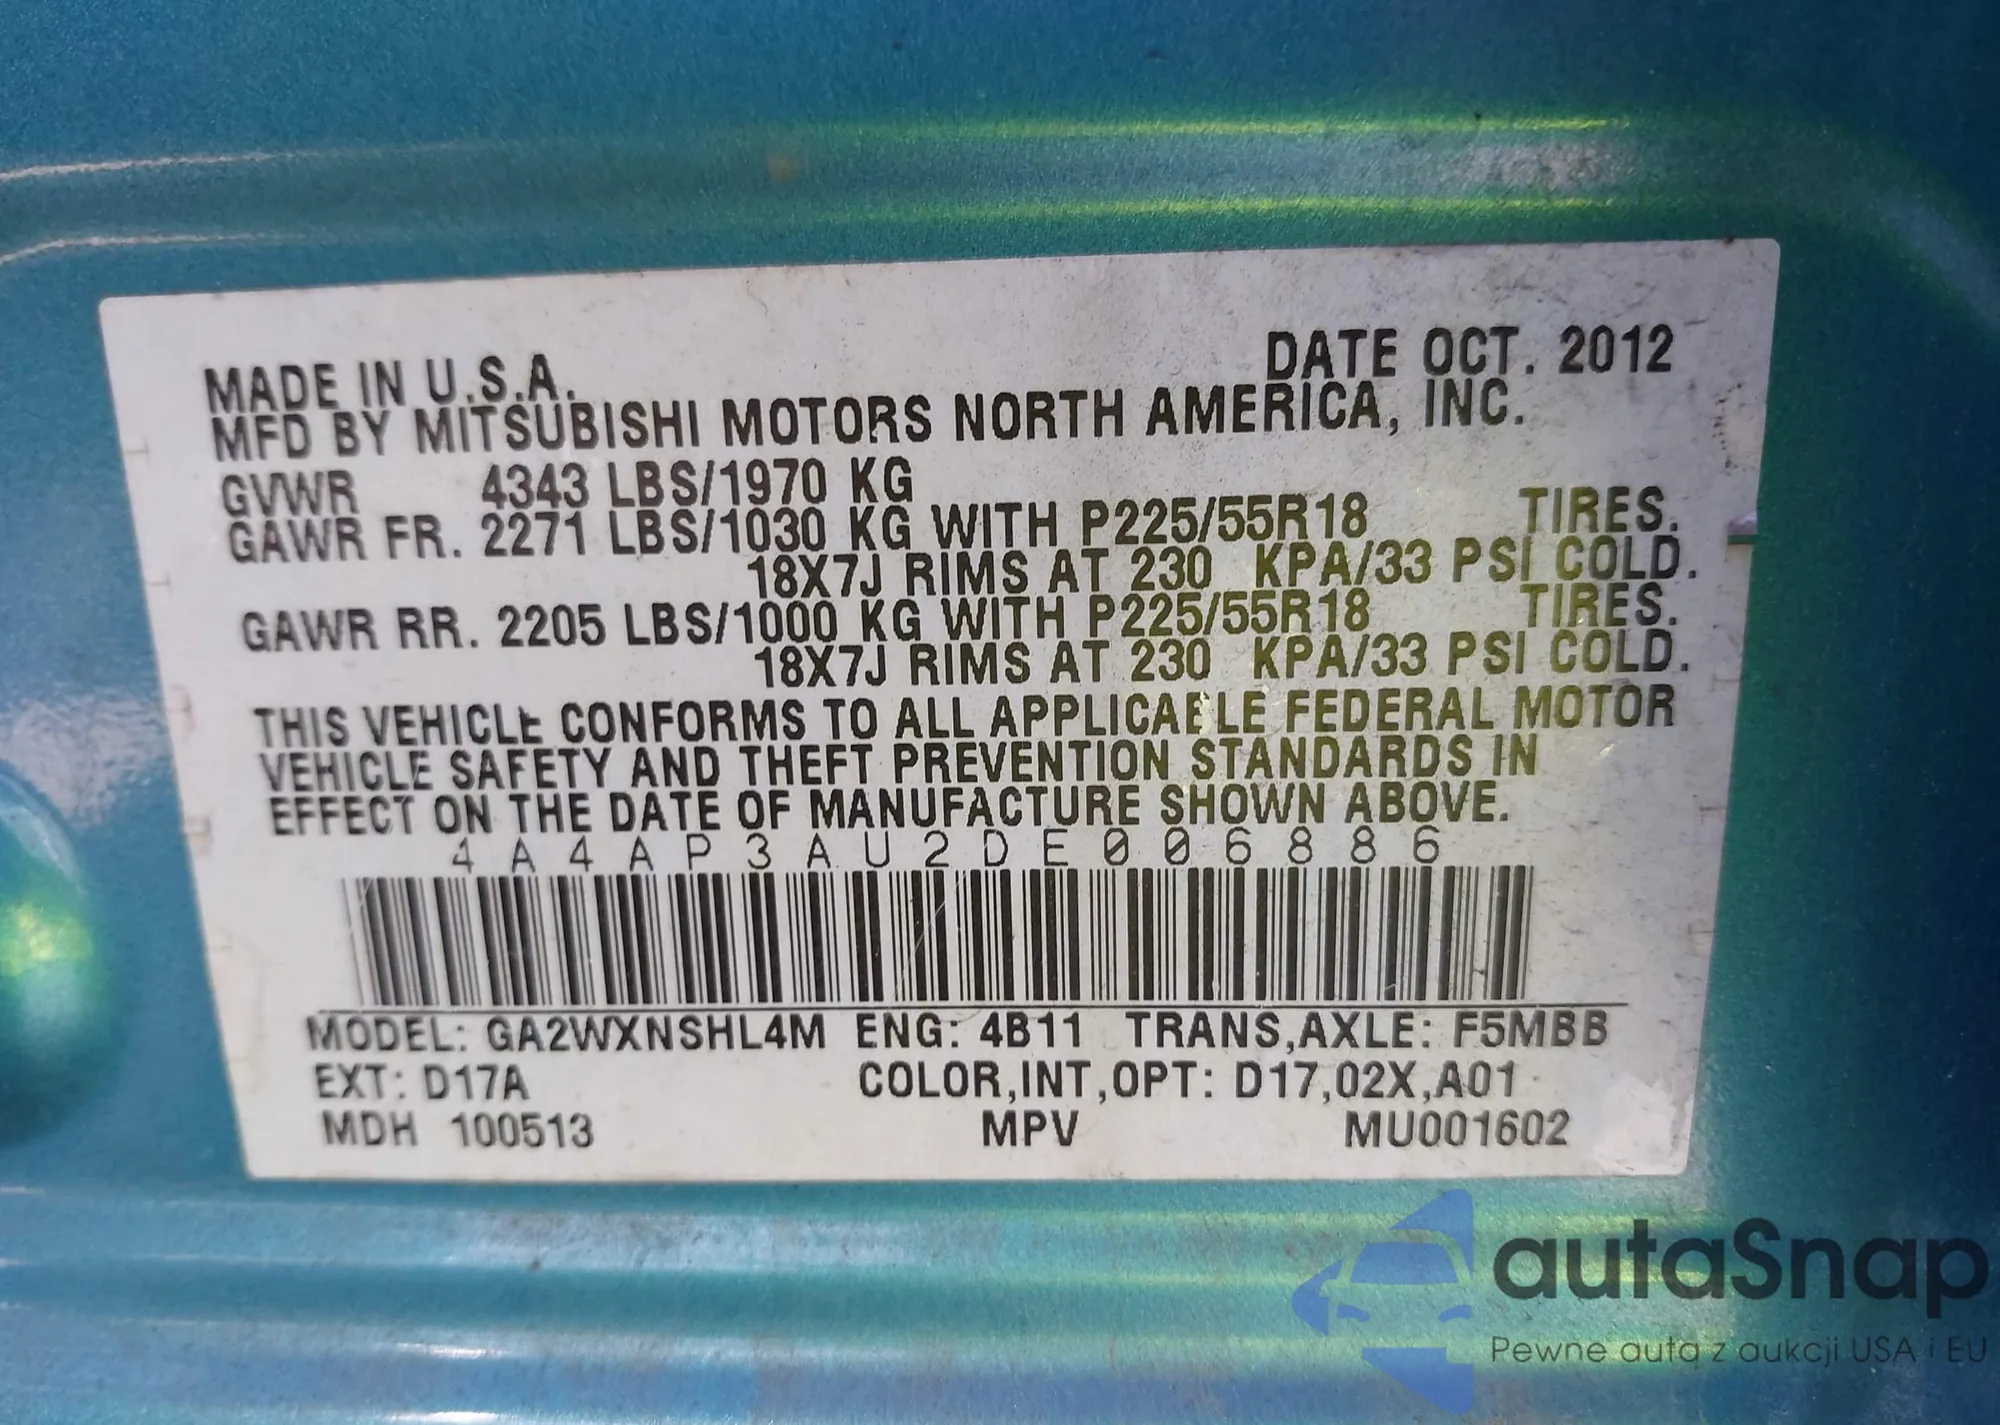 MADE IN U.S.A. DATE OCT. 2012
MFD BY MITSUBISHI MOTORS NORTH AMERICA, INC.
GVWR 4343 LBS/1970 KG
GAWR FR. 2271 LBS/1030 KG WITH P225/55R18 TIRES.
18X7J RIMS AT 230 KPA/33 PSI COLD.
GAWR RR. 2205 LBS/1000 KG WITH P225/55R18 TIRES.
18X7J RIMS AT 230 KPA/33 PSI COLD.
THIS VEHICLE CONFORMS TO ALL APPLICABLE FEDERAL MOTOR
VEHICLE SAFETY AND THEFT PREVENTION STANDARDS IN
EFFECT ON THE DATE OF MANUFACTURE SHOWN ABOVE.
4A4AP3AU2DE006886
MODEL: GA2WXNSHL4M ENG: 4B11 TRANS,AXLE: F5MBB
EXT: D17A COLOR,INT,OPT: D17,02X,A01
MDH 100513 MPV MU001602
autaSnap
Pewne auta z aukcji USA i EU